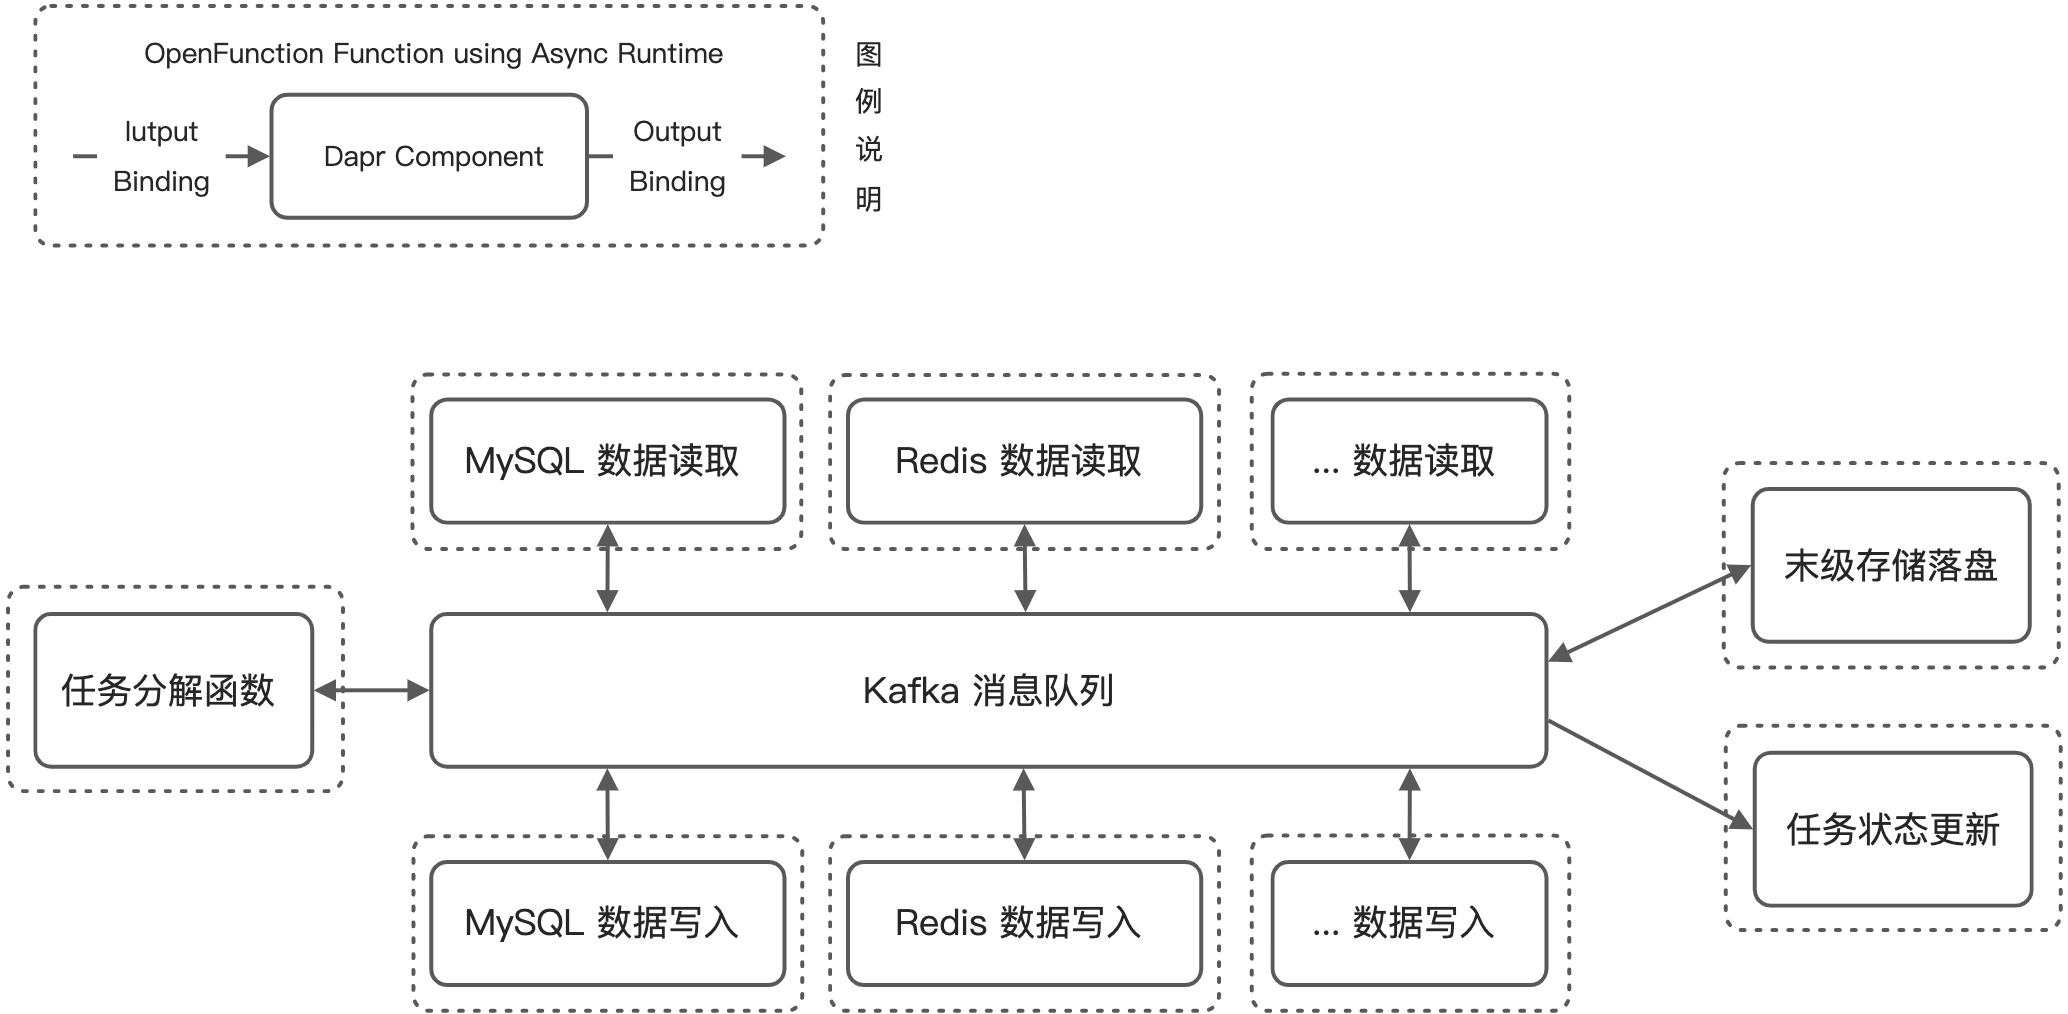 OpenFunction Function using Async Runtime
Iutput
Binding
Dapr Component
Output
Binding
图
例
说
明
MySQL 数据读取
Redis 数据读取
... 数据读取
末级存储落盘
任务分解函数
Kafka 消息队列
任务状态更新
MySQL 数据写入
Redis 数据写入
... 数据写入